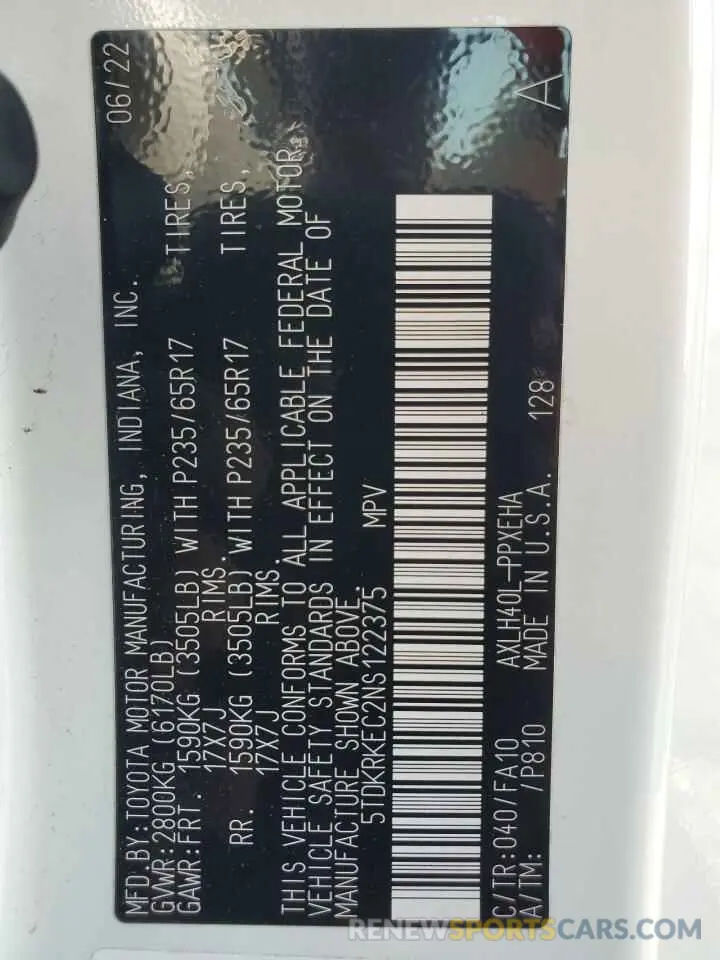 MFD.BY:TOYOTA MOTOR MANUFACTURING, INDIANA, INC. 06/22
GVWR:2800KG (6170LB)
GAWR:FRT. 1590KG (3505LB) WITH P235/65R17 TIRES,
17X7J RIMS.
RR. 1590KG (3505LB) WITH P235/65R17 TIRES,
17X7J RIMS.
THIS VEHICLE CONFORMS TO ALL APPLICABLE FEDERAL MOTOR
VEHICLE SAFETY STANDARDS IN EFFECT ON THE DATE OF
MANUFACTURE SHOWN ABOVE.
5TDKRKEC2NS122375 MPV
C/TR:040/FA10 AXLH40L-PPXEHA
A/TM: /P810 MADE IN U.S.A. 128 A
RENEWSPORTSCARS.COM